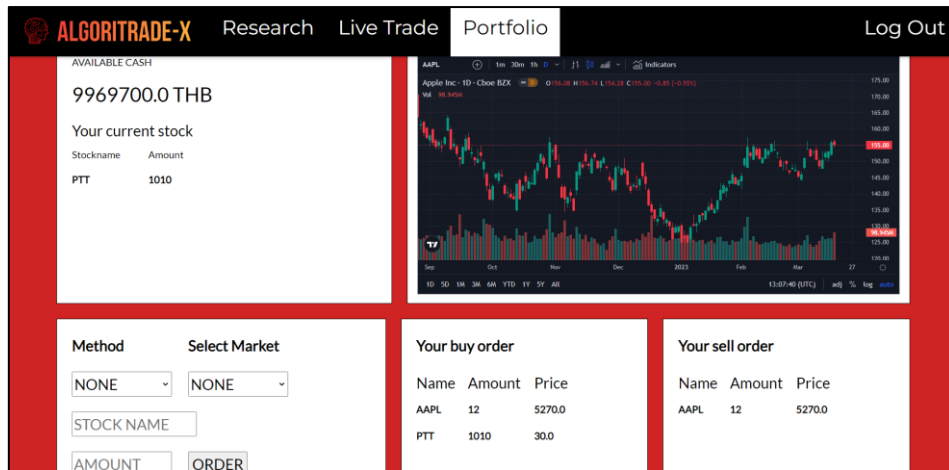 ALGORITRADE-X Research Live Trade Portfolio Log Out
AVAILABLE CASH
9969700.0 THB
Your current stock
Stockname Amount
PTT 1010
AAPL 1m 30m 1h D Indicators
Apple Inc · 1D · Cboe BZX O156.08 H156.74 L154.28 C155.00 −0.85 (−0.55%)
Vol 98.945M
175.00
170.00
165.00
160.00
155.00
150.00
145.00
140.00
135.00
98.945M
125.00
120.00
Sep Oct Nov Dec 2023 Feb Mar 27
1D 5D 1M 3M 6M YTD 1Y 5Y All 13:07:40 (UTC) adj % log auto
Method Select Market
NONE NONE
STOCK NAME
AMOUNT ORDER
Your buy order
Name Amount Price
AAPL 12 5270.0
PTT 1010 30.0
Your sell order
Name Amount Price
AAPL 12 5270.0